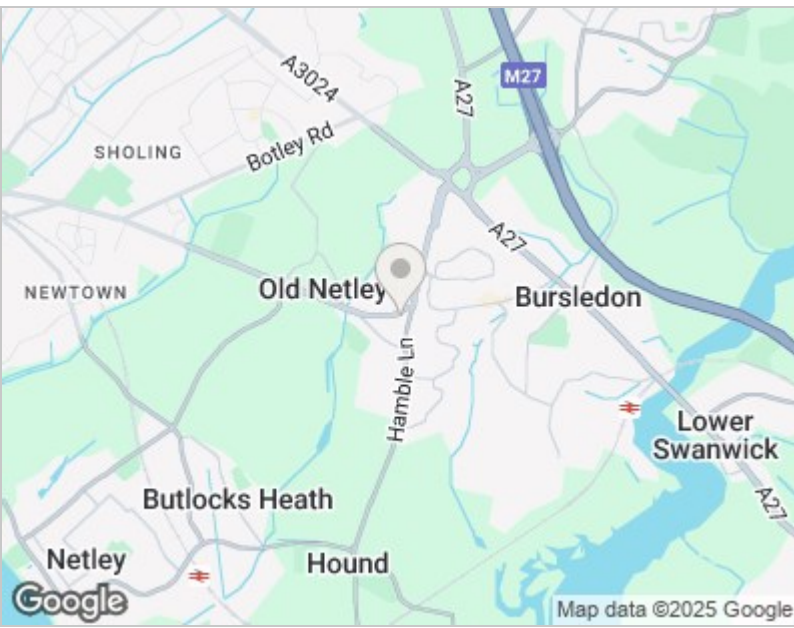 A3024
A27
M27
SHOLING
Botley Rd
A27
NEWTOWN
Old Netley
Bursledon
Hamble Ln
Lower
Swanwick
A27
Butlocks Heath
Netley
Hound
Google
Map data ©2025 Google